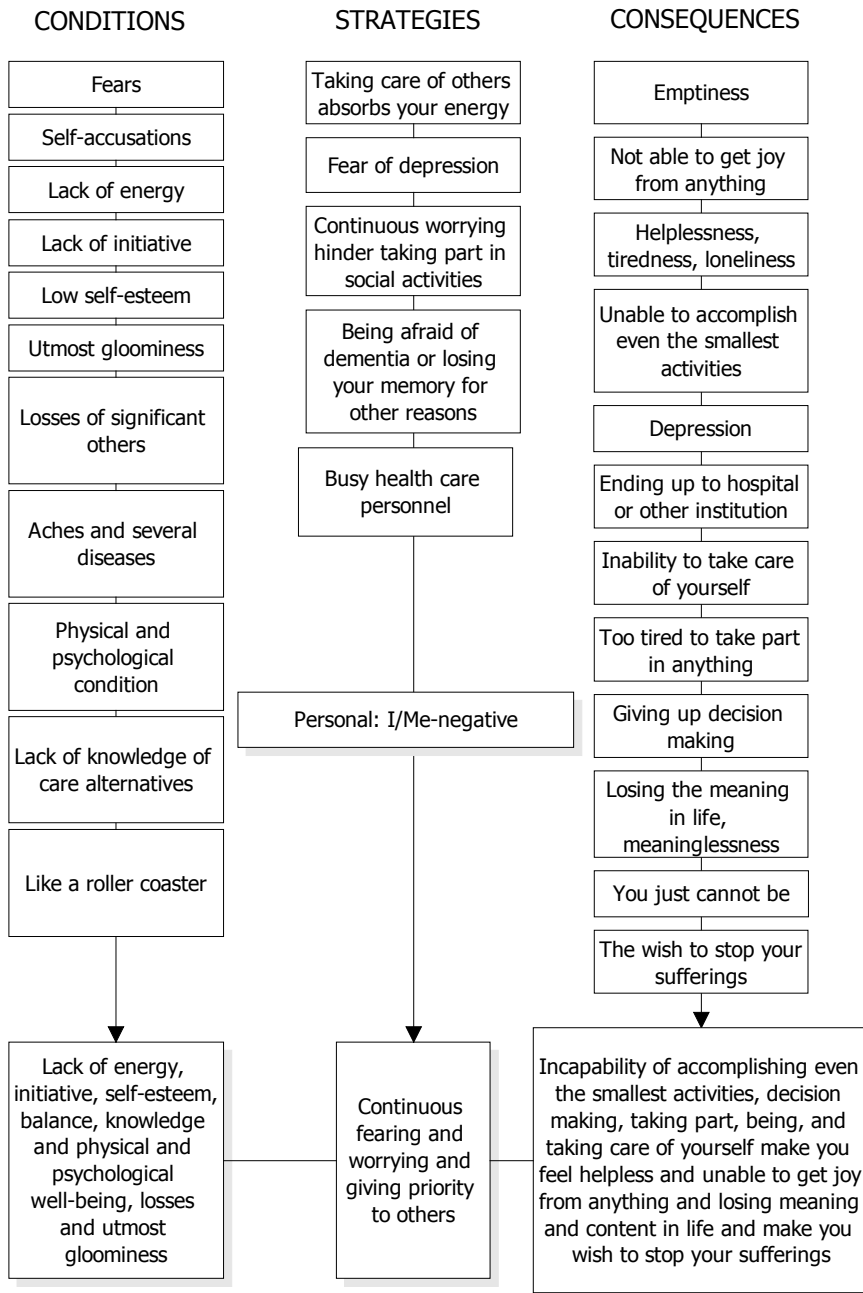 CONDITIONS
Fears
Self-accusations
Lack of energy
Lack of initiative
Low self-esteem
Utmost gloominess
Losses of significant
others
Aches and several
diseases
Physical and
psychological
condition
Lack of knowledge of
care alternatives
Like a roller coaster
Lack of energy,
initiative, self-esteem,
balance, knowledge
and physical and
psychological
well-being, losses
and utmost
gloominess
STRATEGIES
Taking care of others
absorbs your energy
Fear of depression
Continuous worrying
hinder taking part in
social activities
Being afraid of
dementia or losing
your memory for
other reasons
Busy health care
personnel
Personal: I/Me-negative
Continuous
fearing and
worrying and
giving priority
to others
CONSEQUENCES
Emptiness
Not able to get joy
from anything
Helplessness,
tiredness, loneliness
Unable to accomplish
even the smallest
activities
Depression
Ending up to hospital
or other institution
Inability to take care
of yourself
Too tired to take part
in anything
Giving up decision
making
Losing the meaning
in life,
meaninglessness
You just cannot be
The wish to stop your
sufferings
Incapability of accomplishing even
the smallest activities, decision
making, taking part, being, and
taking care of yourself make you
feel helpless and unable to get joy
from anything and losing meaning
and content in life and make you
wish to stop your sufferings